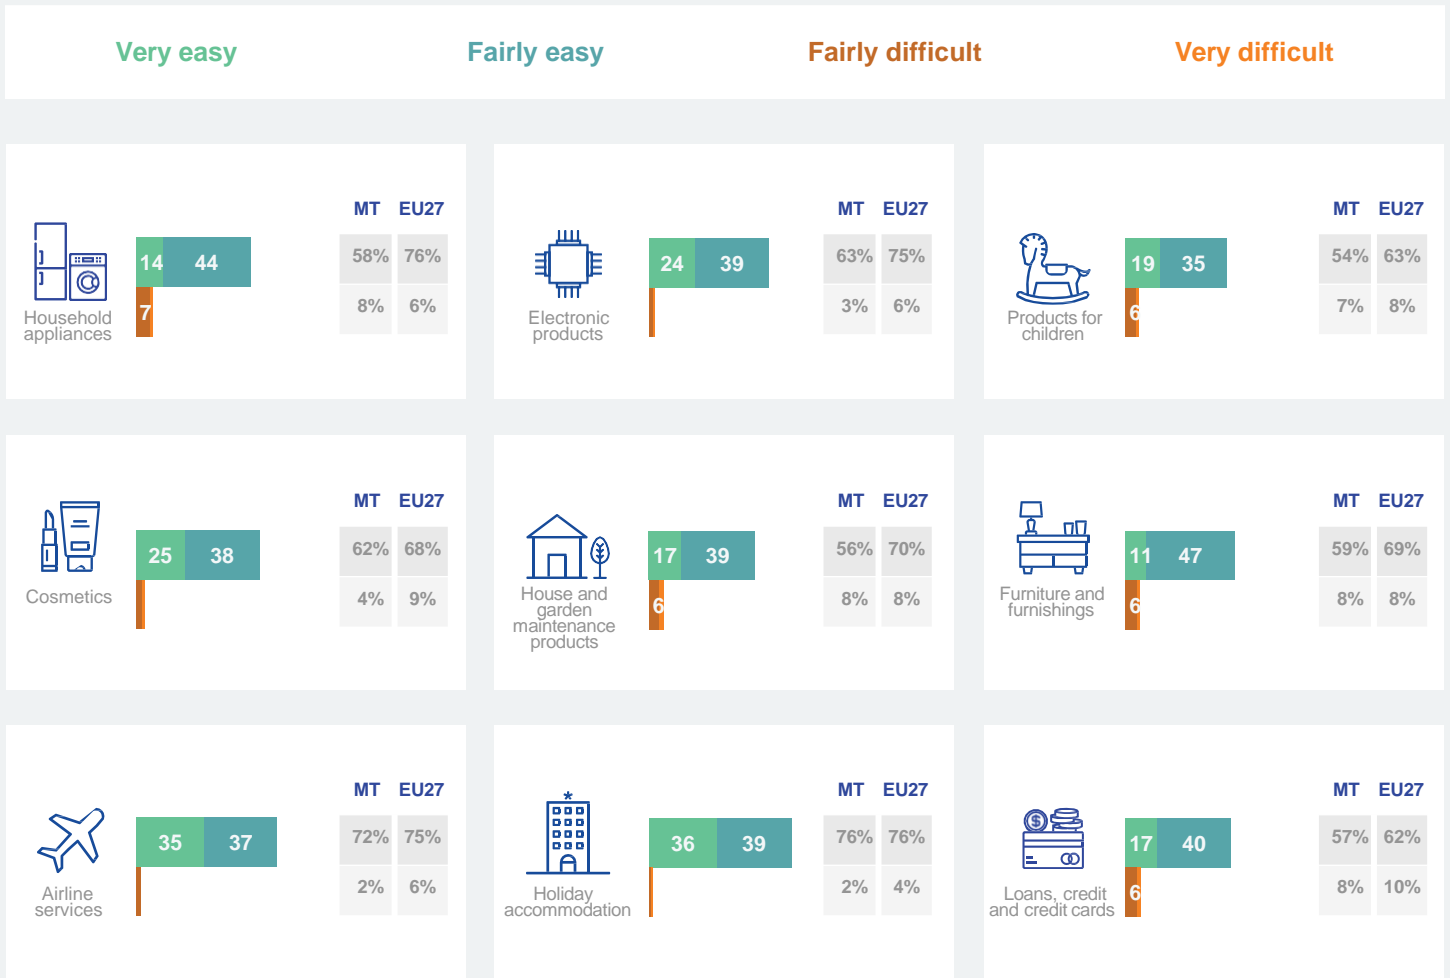 Very easy
Fairly easy
Fairly difficult
Very difficult
MT EU27
14 44
58% 76%
7
8% 6%
Household
appliances
MT EU27
24 39
63% 75%
3% 6%
Electronic
products
MT EU27
19 35
54% 63%
6
7% 8%
Products for
children
MT EU27
25 38
62% 68%
4% 9%
Cosmetics
MT EU27
17 39
56% 70%
6
8% 8%
House and
garden
maintenance
products
MT EU27
11 47
59% 69%
6
8% 8%
Furniture and
furnishings
MT EU27
35 37
72% 75%
2% 6%
Airline
services
MT EU27
36 39
76% 76%
2% 4%
Holiday
accommodation
MT EU27
$
17 40
57% 62%
6
8% 10%
Loans, credit
and credit cards